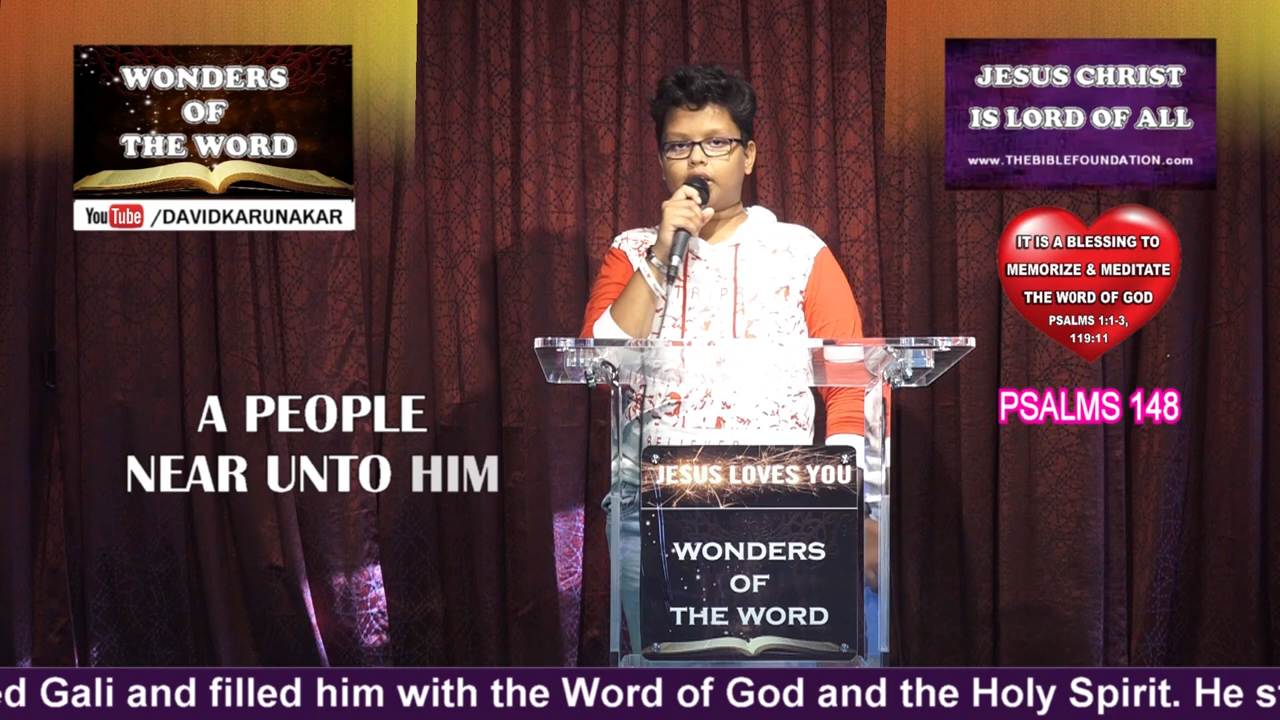 WONDERS
OF
THE WORD
YouTube /DAVIDKARUNAKAR
JESUS CHRIST
IS LORD OF ALL
www.THEBIBLEFOUNDATION.com
IT IS A BLESSING TO
MEMORIZE & MEDITATE
THE WORD OF GOD
PSALMS 1:1-3,
119:11
PSALMS 148
A PEOPLE
NEAR UNTO HIM
BELIEVER
JESUS LOVES YOU
WONDERS
OF
THE WORD
ed Gali and filled him with the Word of God and the Holy Spirit. He s